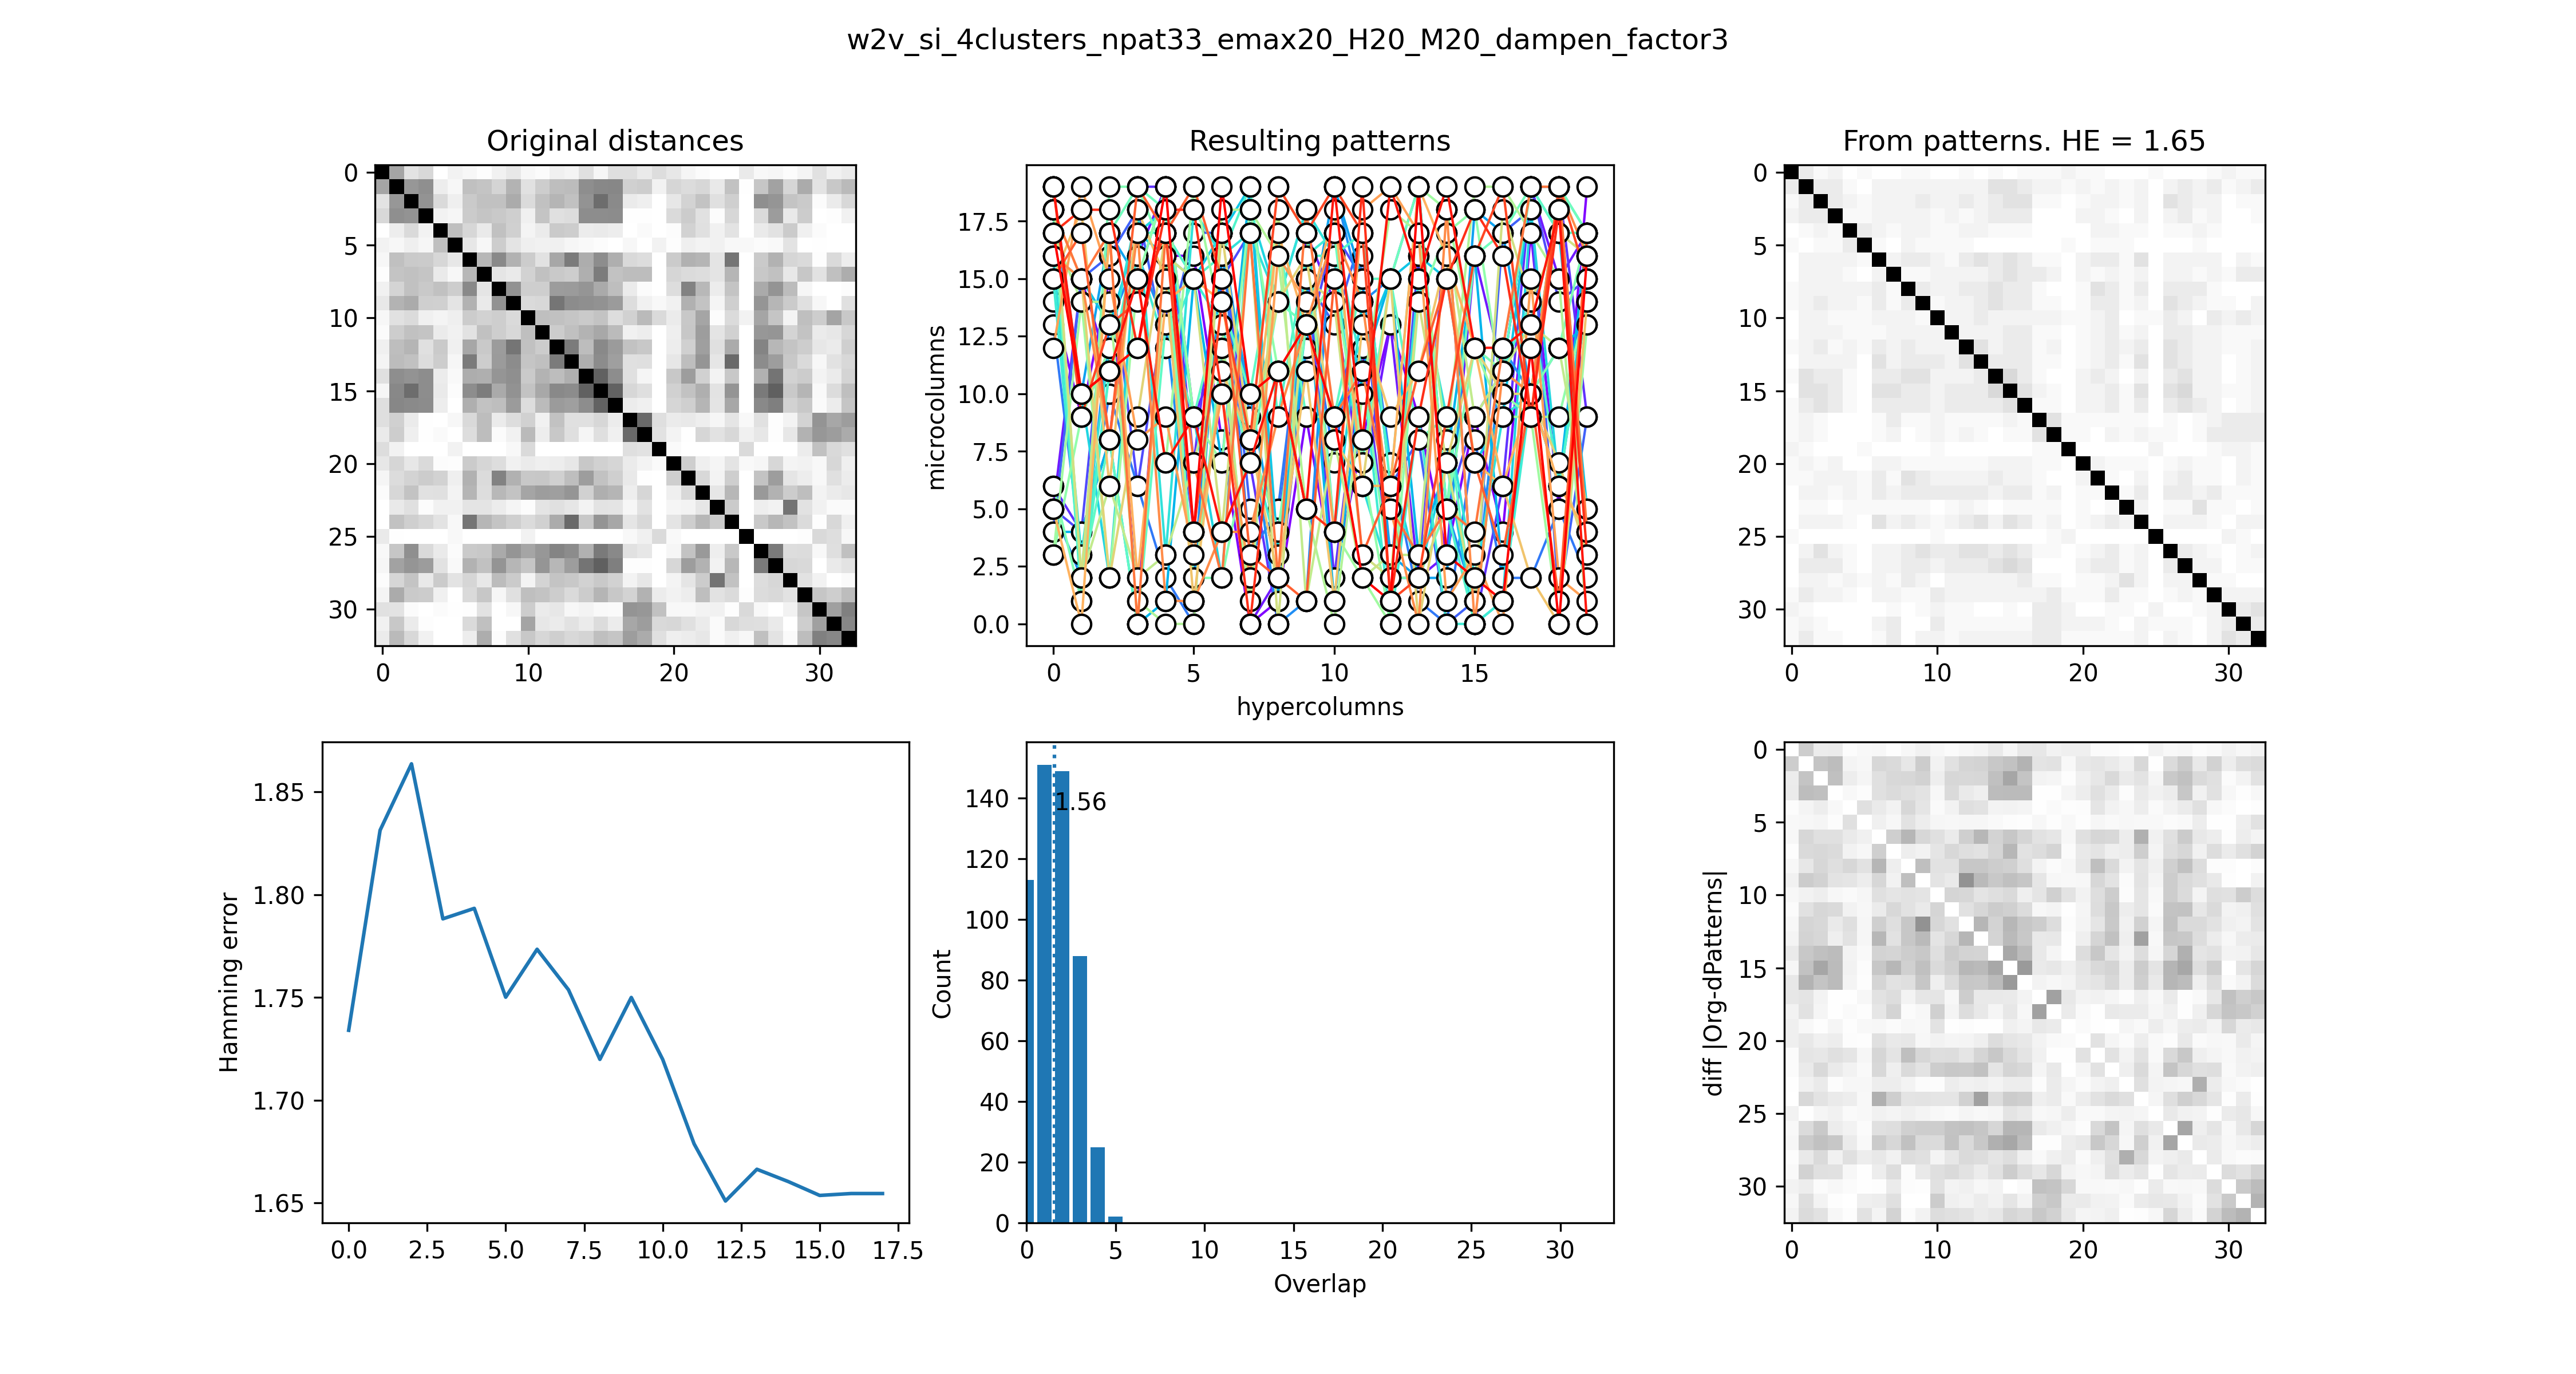 w2v_si_4clusters_npat33_emax20_H20_M20_dampen_factor3
Original distances
0
5
10
15
20
25
30
0 10 20 30
Resulting patterns
microcolumns
17.5
15.0
12.5
10.0
7.5
5.0
2.5
0.0
0 5 10 15
hypercolumns
From patterns. HE = 1.65
0
5
10
15
20
25
30
0 10 20 30
Hamming error
1.85
1.80
1.75
1.70
1.65
0.0 2.5 5.0 7.5 10.0 12.5 15.0 17.5
Count
140
120
100
80
60
40
20
0
1.56
0 5 10 15 20 25 30
Overlap
diff |Org-dPatterns|
0
5
10
15
20
25
30
0 10 20 30